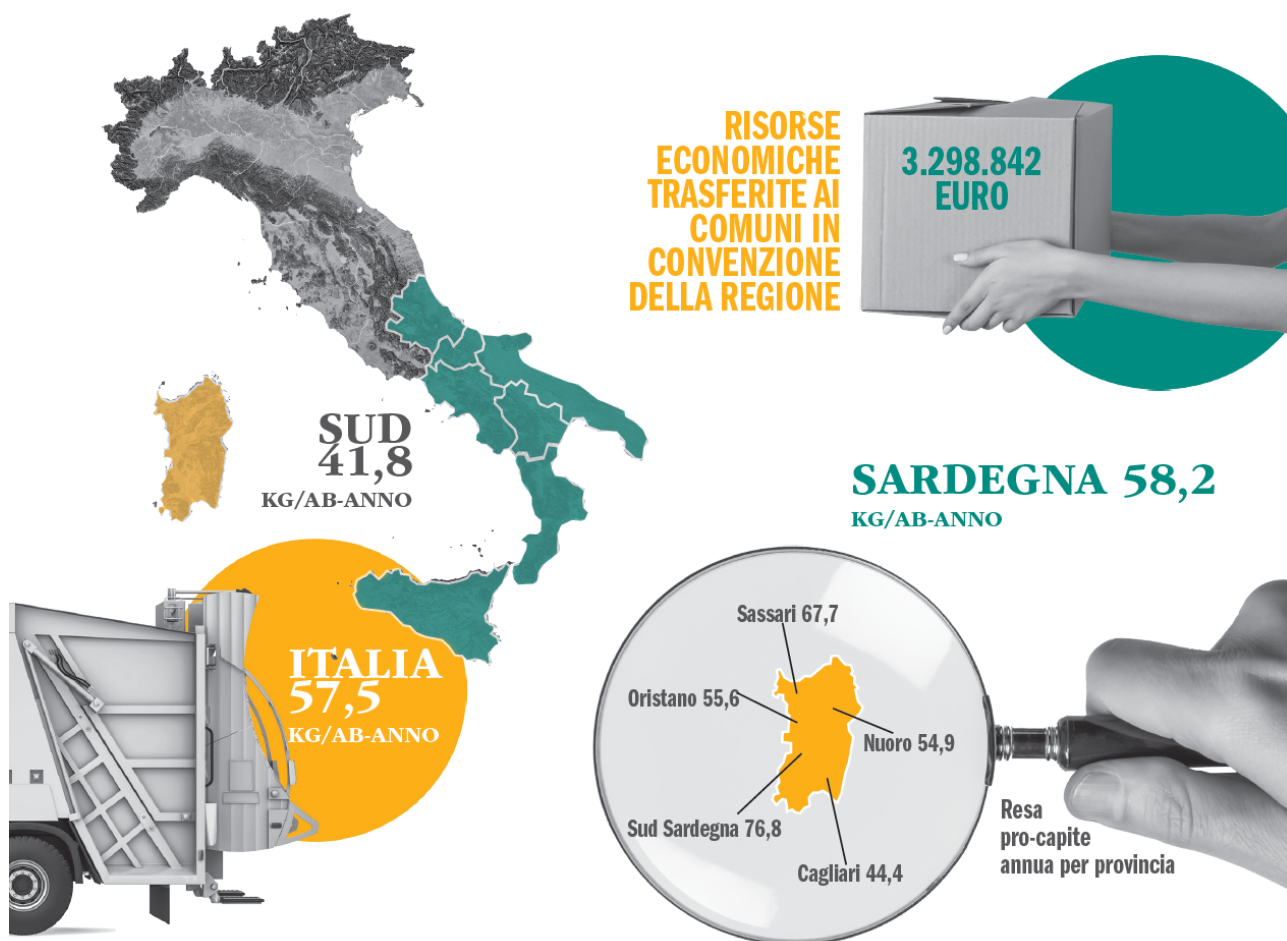 RISORSE
ECONOMICHE
TRASFERITE AI
COMUNI IN
CONVENZIONE
DELLA REGIONE
3.298.842
EURO
SUD
41,8
KG/AB-ANNO
ITALIA
57,5
KG/AB-ANNO
SARDEGNA 58,2
KG/AB-ANNO
Sassari 67,7
Oristano 55,6
Nuoro 54,9
Sud Sardegna 76,8
Cagliari 44,4
Resa
pro-capite
annua per provincia